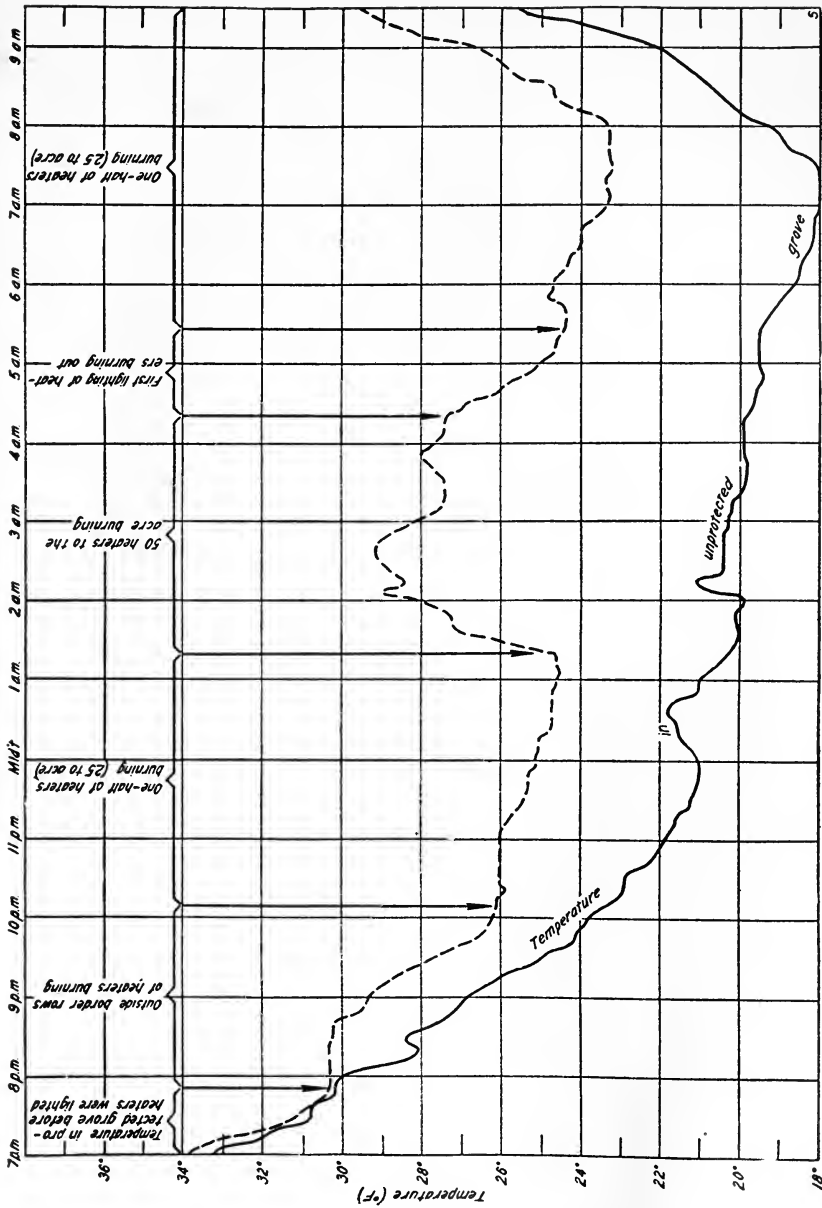 7 p.m
8 p.m
9 p.m
10 p.m
11 p.m
Mid't
1 a.m.
2 a.m
3 a.m
4 a.m
5 a.m
6 a.m
7 a.m
8 a.m
9 a.m
Temperature in pro-
tected grove before
heaters were lighted
Outside border rows
of heaters burning
One-half of heaters
burning (25 to acre)
50 heaters to the
acre burning
First lighting of heat-
ers burning out
One-half of heaters
burning (25 to acre)
Temperature (°F)
36°
34°
32°
30°
28°
26°
24°
22°
20°
18°
Temperature in unprotected grove
5